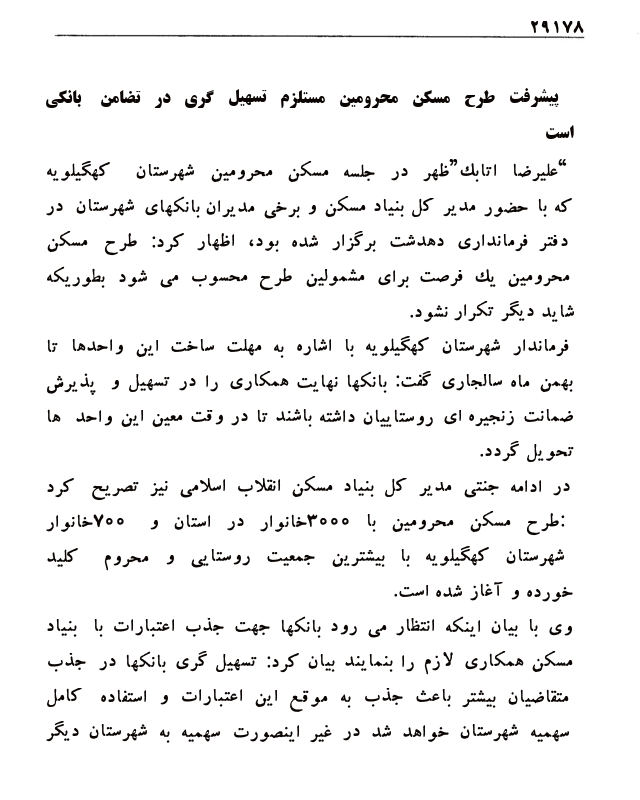 ۲۹۱۷۸
پیشرفت طرح مسکن محرومین مستلزم تسهیل گری در تضامن بانکی
است
“علیرضا اتابك”ظهر در جلسه مسکن محرومین شهرستان کهگیلویه
که با حضور مدیر کل بنیاد مسکن و برخی مدیران بانکهای شهرستان در
دفتر فرمانداری دهدشت برگزار شده بود، اظهار کرد: طرح مسکن
محرومین یك فرصت برای مشمولین طرح محسوب می شود بطوریکه
شاید دیگر تکرار نشود.
فرماندار شهرستان کهگیلویه با اشاره به مهلت ساخت این واحدها تا
بهمن ماه سالجاری گفت: بانکها نهایت همکاری را در تسهیل و پذیرش
ضمانت زنجیره ای روستاییان داشته باشند تا در وقت معین این واحد ها
تحویل گردد.
در ادامه جنتی مدیر کل بنیاد مسکن انقلاب اسلامی نیز تصریح کرد
:طرح مسکن محرومین با ۳۰۰۰خانوار در استان و ۷۰۰خانوار
شهرستان کهگیلویه با بیشترین جمعیت روستایی و محروم کلید
خورده و آغاز شده است.
وی با بیان اینکه انتظار می رود بانکها جهت جذب اعتبارات با بنیاد
مسکن همکاری لازم را بنمایند بیان کرد: تسهیل گری بانکها در جذب
متقاضیان بیشتر باعث جذب به موقع این اعتبارات و استفاده کامل
سهمیه شهرستان خواهد شد در غیر اینصورت سهمیه به شهرستان دیگر